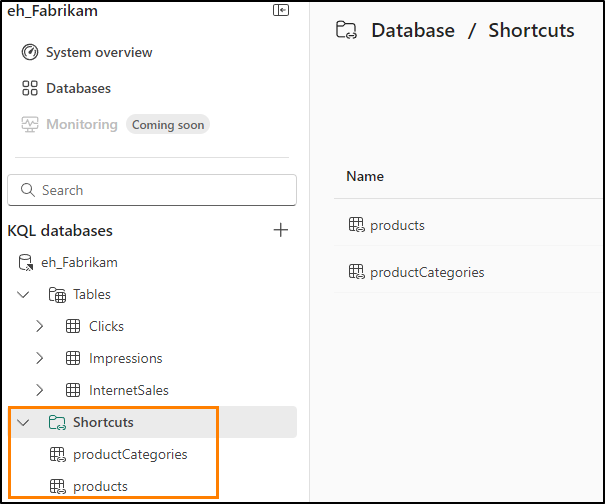 eh_Fabrikam
System overview
Databases
Monitoring Coming soon
Search
KQL databases
eh_Fabrikam
Tables
Clicks
Impressions
InternetSales
Shortcuts
productCategories
products
Database / Shortcuts
Name
products
productCategories